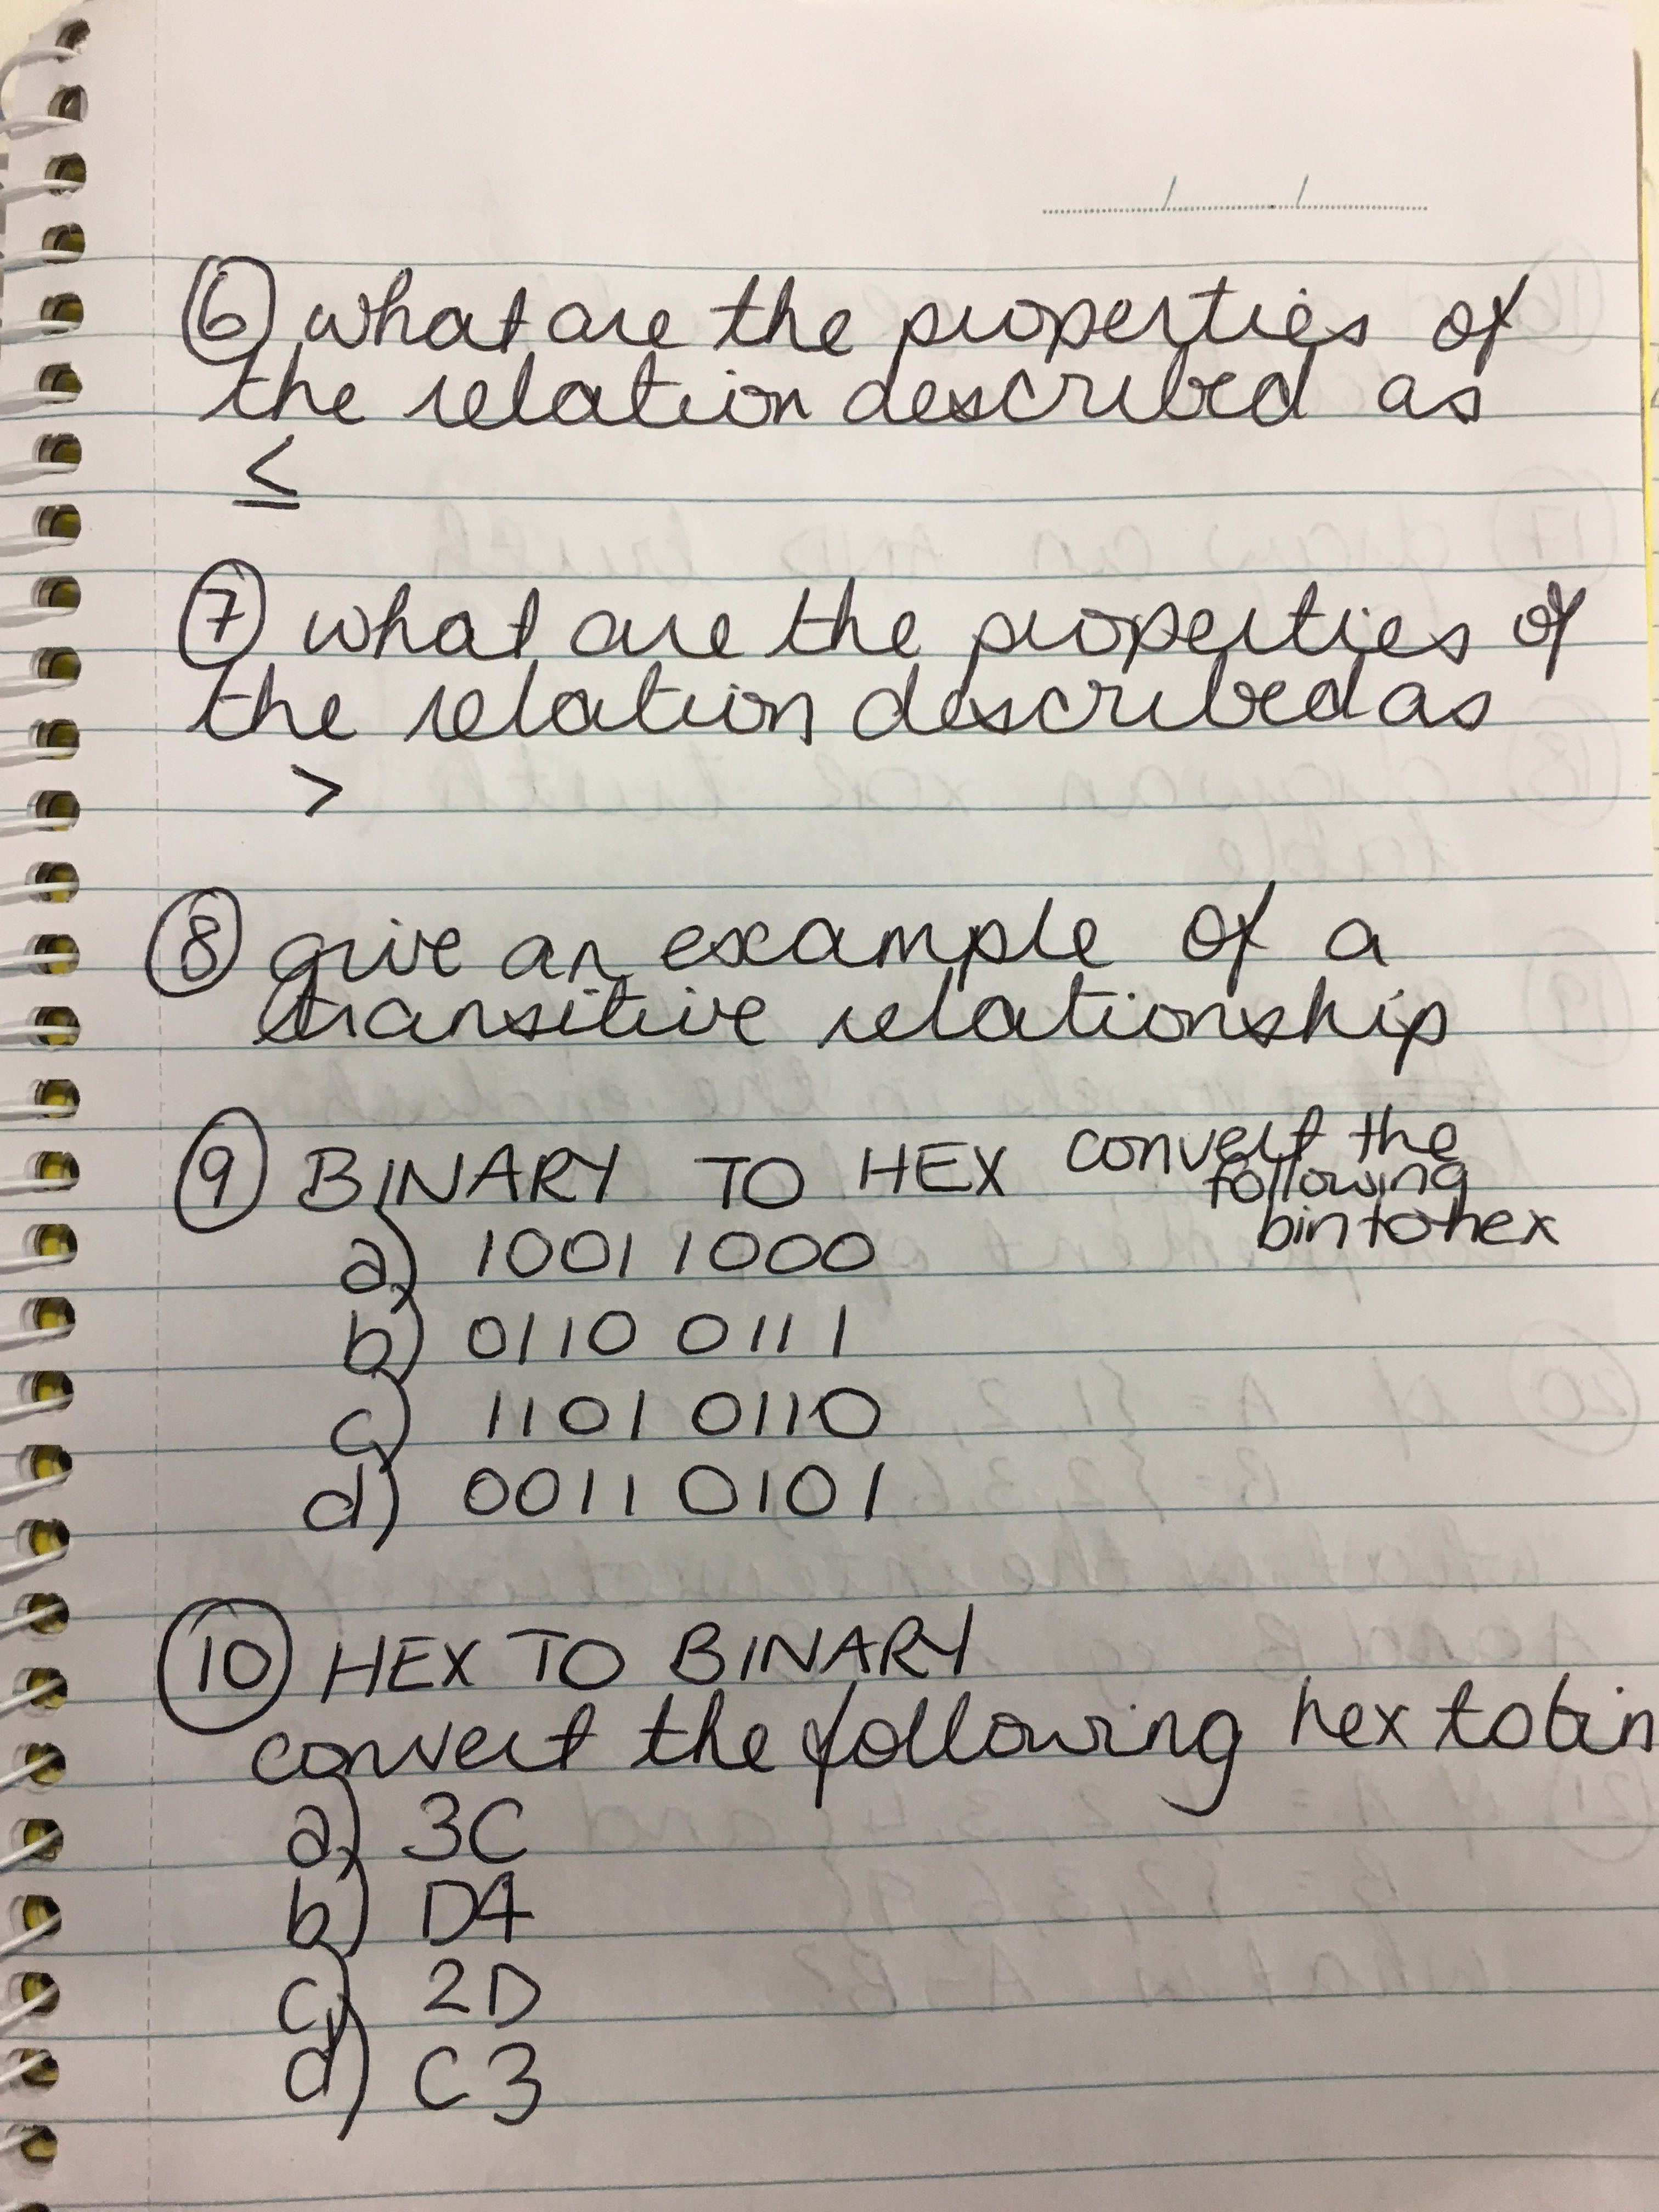 6 what are the properties of
the relation described as
≤
7 what are the properties of
the relation described as
>
8 give an example of a
transitive relationship
9 BINARY TO HEX convert the
following
bin to hex
a) 1001 1000
b) 0110 0111
c) 1101 0110
d) 0011 0101
10 HEX TO BINARY
convert the following hex to bin
a) 3C
b) D4
c) 2D
d) C3